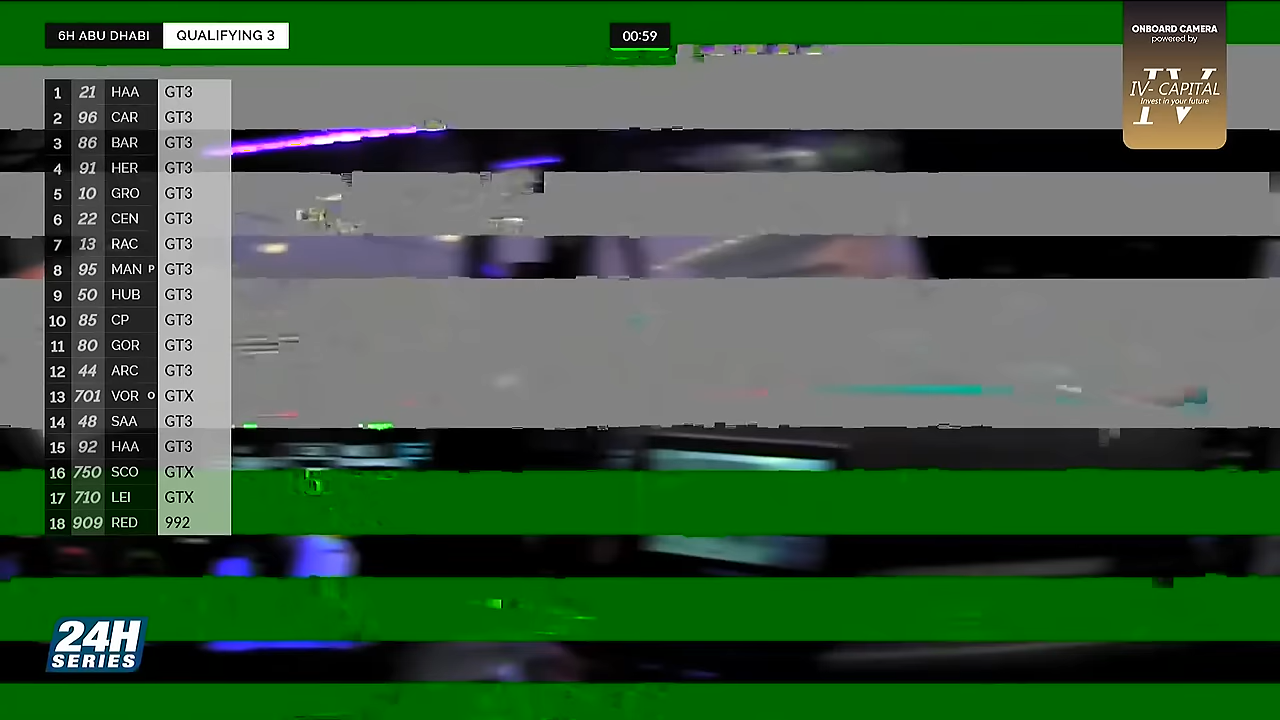 6H ABU DHABI QUALIFYING 3
00:59
ONBOARD CAMERA
powered by
IV
IV- CAPITAL
Invest in your future
1 21 HAA GT3
2 96 CAR GT3
3 86 BAR GT3
4 91 HER GT3
5 10 GRO GT3
6 22 CEN GT3
7 13 RAC GT3
8 95 MAN P GT3
9 50 HUB GT3
10 85 CP GT3
11 80 GOR GT3
12 44 ARC GT3
13 701 VOR O GTX
14 48 SAA GT3
15 92 HAA GT3
16 750 SCO GTX
17 710 LEI GTX
18 909 RED 992
24H
SERIES